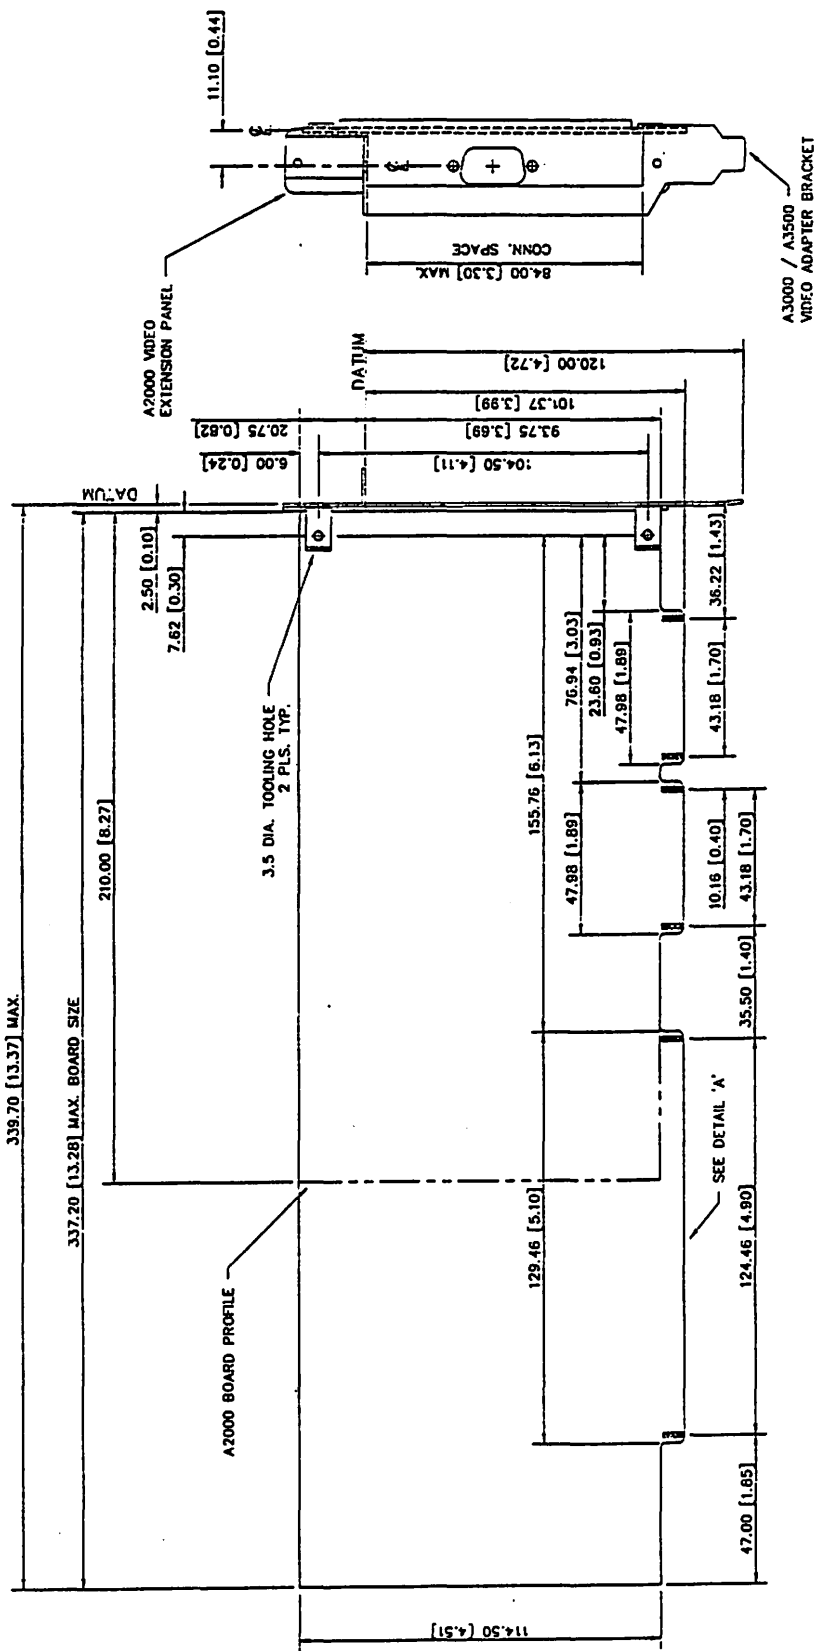 339.70 [13.37] MAX.
337.20 [13.28] MAX. BOARD SIZE
210.00 [8.27]
2.50 [0.10]
7.62 [0.30]
DATUM
A2000 BOARD PROFILE
3.5 DIA. TOOLING HOLE
2 PLS. TYP.
6.00 [0.24]
20.75 [0.82]
104.50 [4.11]
93.75 [3.69]
101.37 [3.99]
120.00 [4.72]
DATUM
114.50 [4.51]
129.46 [5.10]
155.76 [6.13]
47.98 [1.89]
76.94 [3.03]
23.60 [0.93]
47.98 [1.89]
SEE DETAIL 'A'
47.00 [1.85]
124.46 [4.90]
35.50 [1.40]
43.18 [1.70]
10.16 [0.40]
43.18 [1.70]
36.22 [1.43]
A2000 VIDEO
EXTENSION PANEL
11.10 [0.44]
84.00 [3.30] MAX.
CONN. SPACE
A3000 / A3500
VIDEO ADAPTER BRACKET